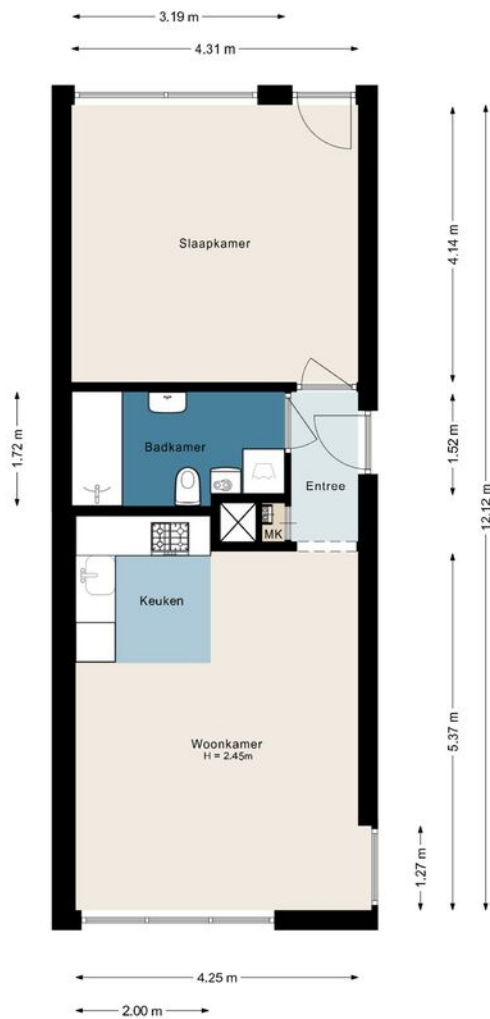 3.19 m
4.31 m
Slaapkamer
4.14 m
1.72 m
Badkamer
1.52 m
Entree
12.12 m
MK
Keuken
Woonkamer
H = 2.45m
5.37 m
1.27 m
4.25 m
2.00 m